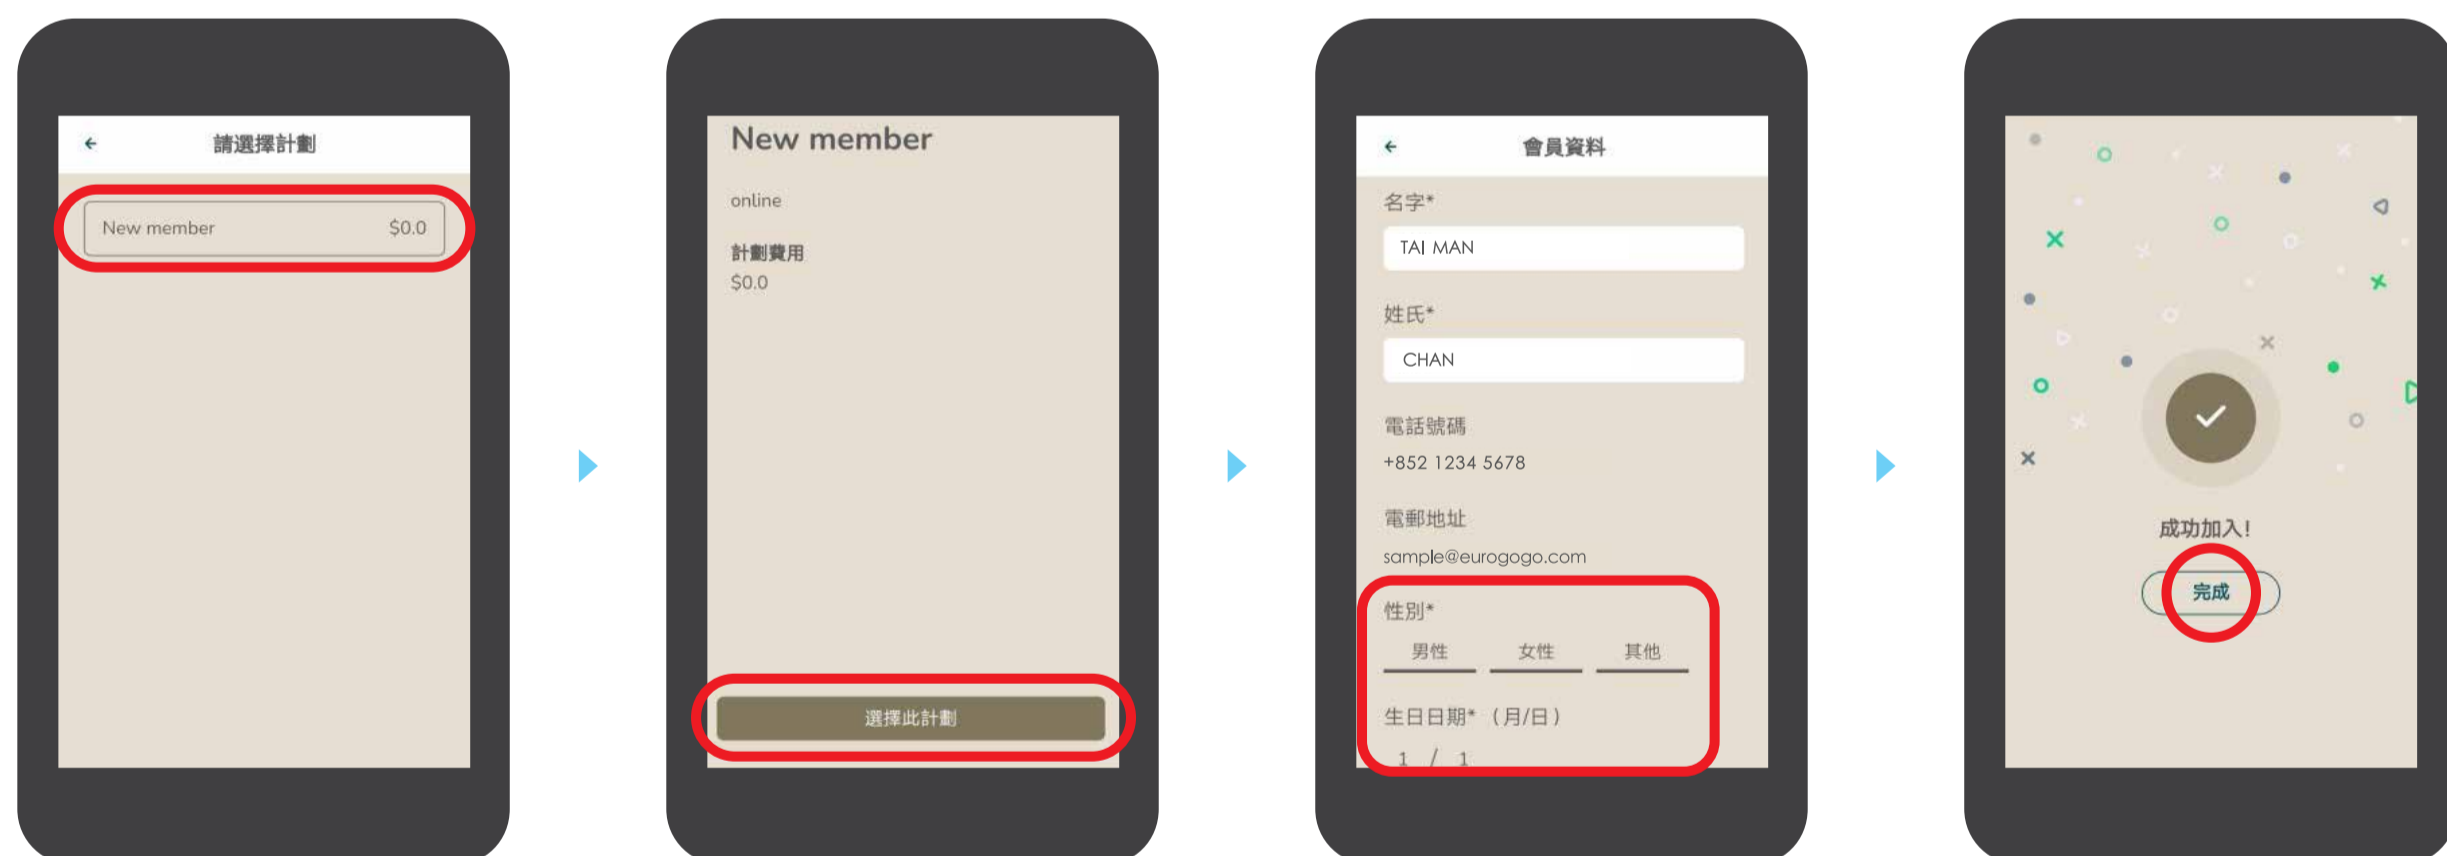 請選擇計劃
New member $0.0
New member
online
計劃費用
$0.0
選擇此計劃
會員資料
名字*
TAI MAN
姓氏*
CHAN
電話號碼
+852 1234 5678
電郵地址
sample@eurogogo.com
性別*
男性 女性 其他
生日日期* (月/日)
1 / 1
成功加入!
完成